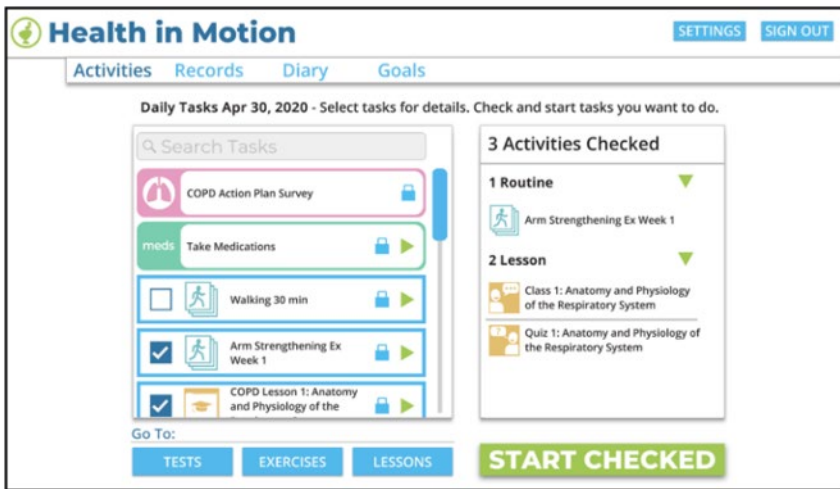 Health in Motion
SETTINGS
SIGN OUT
Activities
Records
Diary
Goals
Daily Tasks Apr 30, 2020 - Select tasks for details. Check and start tasks you want to do.
Search Tasks
COPD Action Plan Survey
meds
Take Medications
Walking 30 min
Arm Strengthening Ex
Week 1
COPD Lesson 1: Anatomy
and Physiology of the
3 Activities Checked
1 Routine
Arm Strengthening Ex Week 1
2 Lesson
Class 1: Anatomy and Physiology
of the Respiratory System
Quiz 1: Anatomy and Physiology of
the Respiratory System
Go To:
TESTS
EXERCISES
LESSONS
START CHECKED